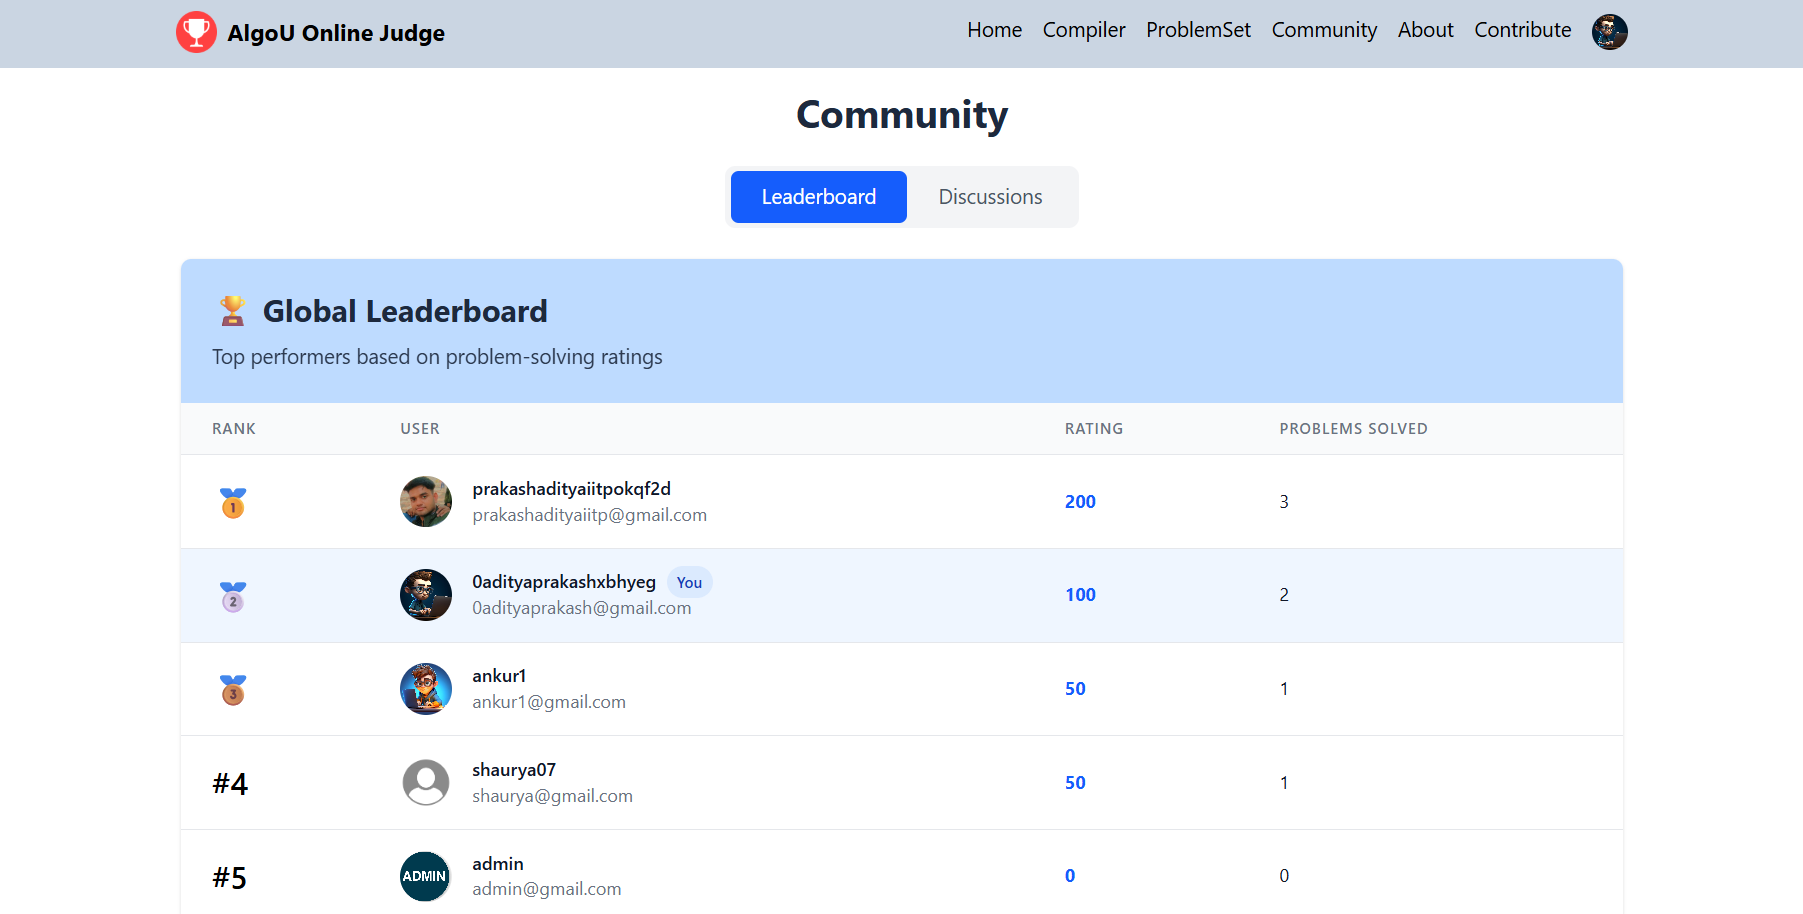 AlgoU Online Judge
Home Compiler ProblemSet Community About Contribute
Community
Leaderboard Discussions
Global Leaderboard
Top performers based on problem-solving ratings
RANK USER RATING PROBLEMS SOLVED
1 prakashadityaiitpokqf2d 200 3
prakashadityaiitp@gmail.com
2 0adityaprakashxbhyeg You 100 2
0adityaprakash@gmail.com
3 ankur1 50 1
ankur1@gmail.com
#4 shaurya07 50 1
shaurya@gmail.com
#5 ADMIN admin 0 0
admin@gmail.com